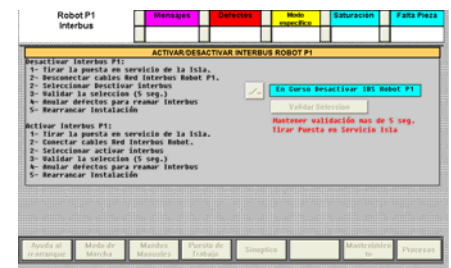 Robot P1
Interbus
Mensajes
Defectos
Modo
especifico
Saturación
Falta Pieza
ACTIVAR/DESACTIVAR INTERBUS ROBOT P1
Desactivar Interbus P1:
1- Tirar la puesta en servicio de la Isla.
2- Desconectar cables Red Interbus Robot P1.
2- Seleccionar Desctivar interbus
3- Validar la seleccion (5 seg.)
4- Anular defectos para reamar Interbus
5- Rearrancar Instalación
Activar Interbus P1:
1- Tirar la puesta en servicio de la Isla.
2- Conectar cables Red Interbus Robot.
2- Seleccionar activar interbus
3- Validar la seleccion (5 seg.)
4- Anular defectos para reamar Interbus
5- Rearrancar Instalación
En Curso Desactivar IBS Robot P1
Validar Seleccion
Mantener validación mas de 5 seg.
Tirar Puesta en Servicio Isla
Ayuda al
rearranque
Modo de
Marcha
Mandos
Manuales
Puesto de
Trabajo
Sinoptico
Mantenimien
to
Procesos